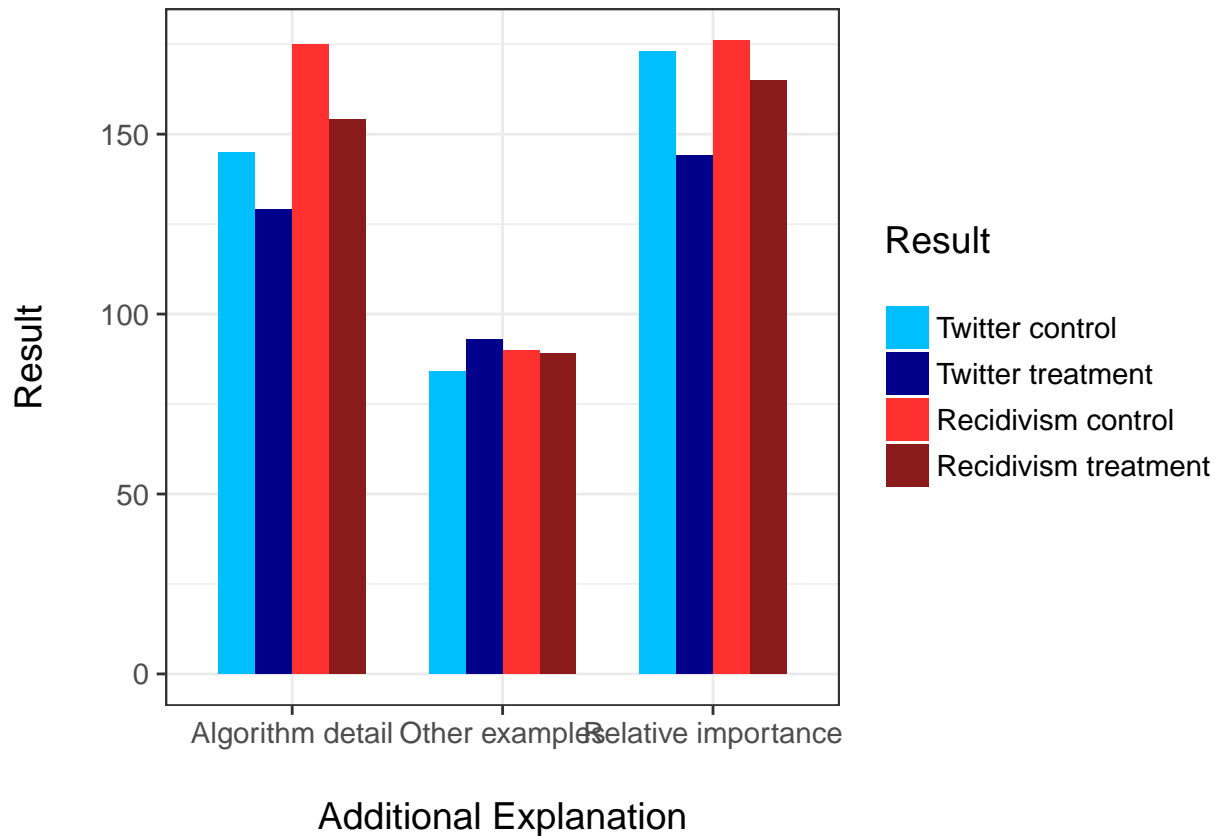 Result
150
100
50
0
Algorithm detail Other examples Relative importance
Additional Explanation
Result
Twitter control
Twitter treatment
Recidivism control
Recidivism treatment